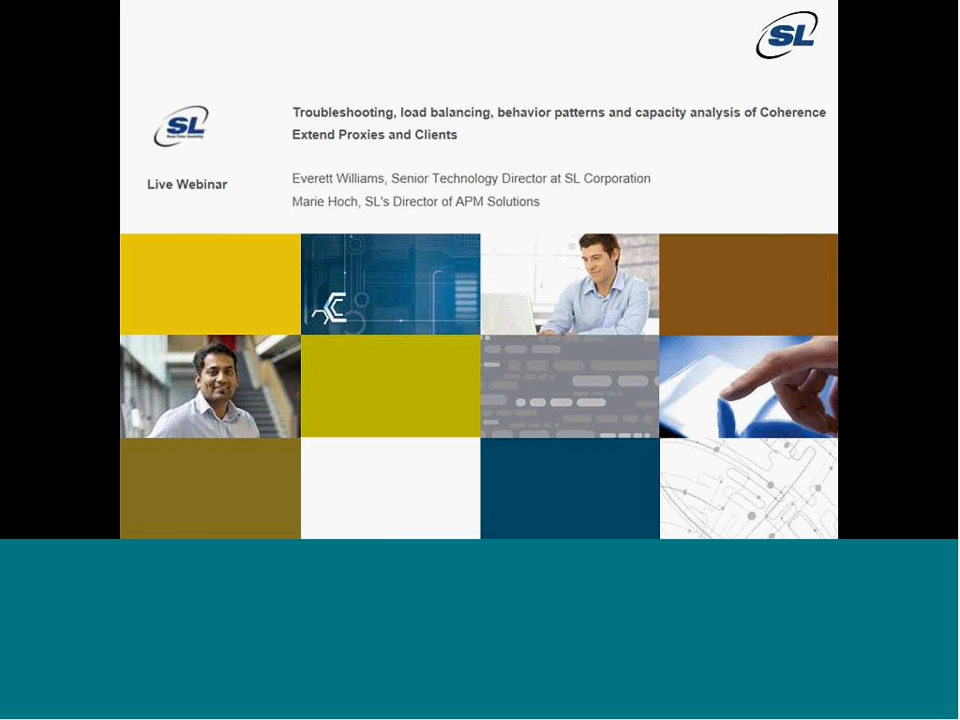 SL
SL
Troubleshooting, load balancing, behavior patterns and capacity analysis of Coherence
Extend Proxies and Clients
Live Webinar
Everett Williams, Senior Technology Director at SL Corporation
Marie Hoch, SL's Director of APM Solutions